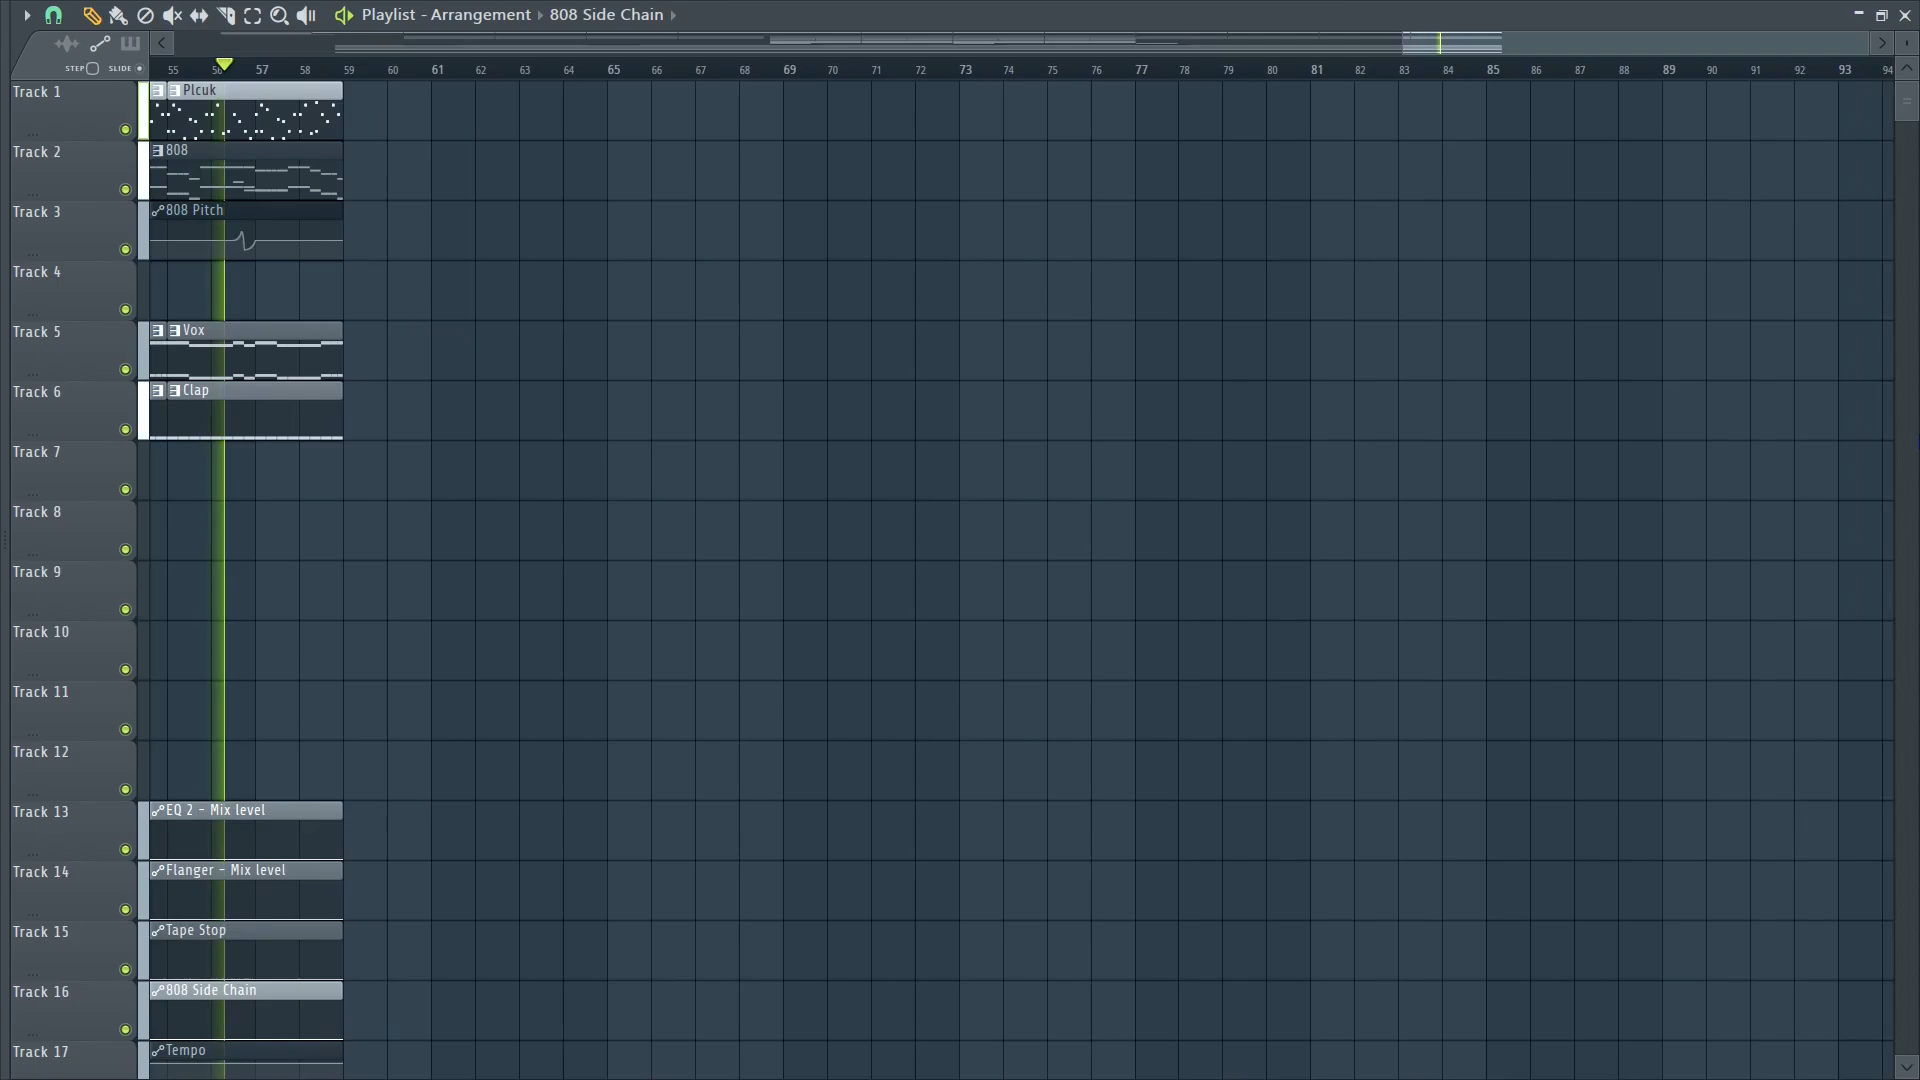 Playlist - Arrangement 808 Side Chain
STEP SLIDE
55 56 57 58 59 60 61 62 63 64 65 66 67 68 69 70 71 72 73 74 75 76 77 78 79 80 81 82 83 84 85 86 87 88 89 90 91 92 93 94
Track 1 Plcuk
...
Track 2 808
...
Track 3 808 Pitch
...
Track 4
...
Track 5 Vox
...
Track 6 Clap
...
Track 7
...
Track 8
...
Track 9
...
Track 10
...
Track 11
...
Track 12
...
Track 13 EQ 2 - Mix level
...
Track 14 Flanger - Mix level
...
Track 15 Tape Stop
...
Track 16 808 Side Chain
...
Track 17 Tempo